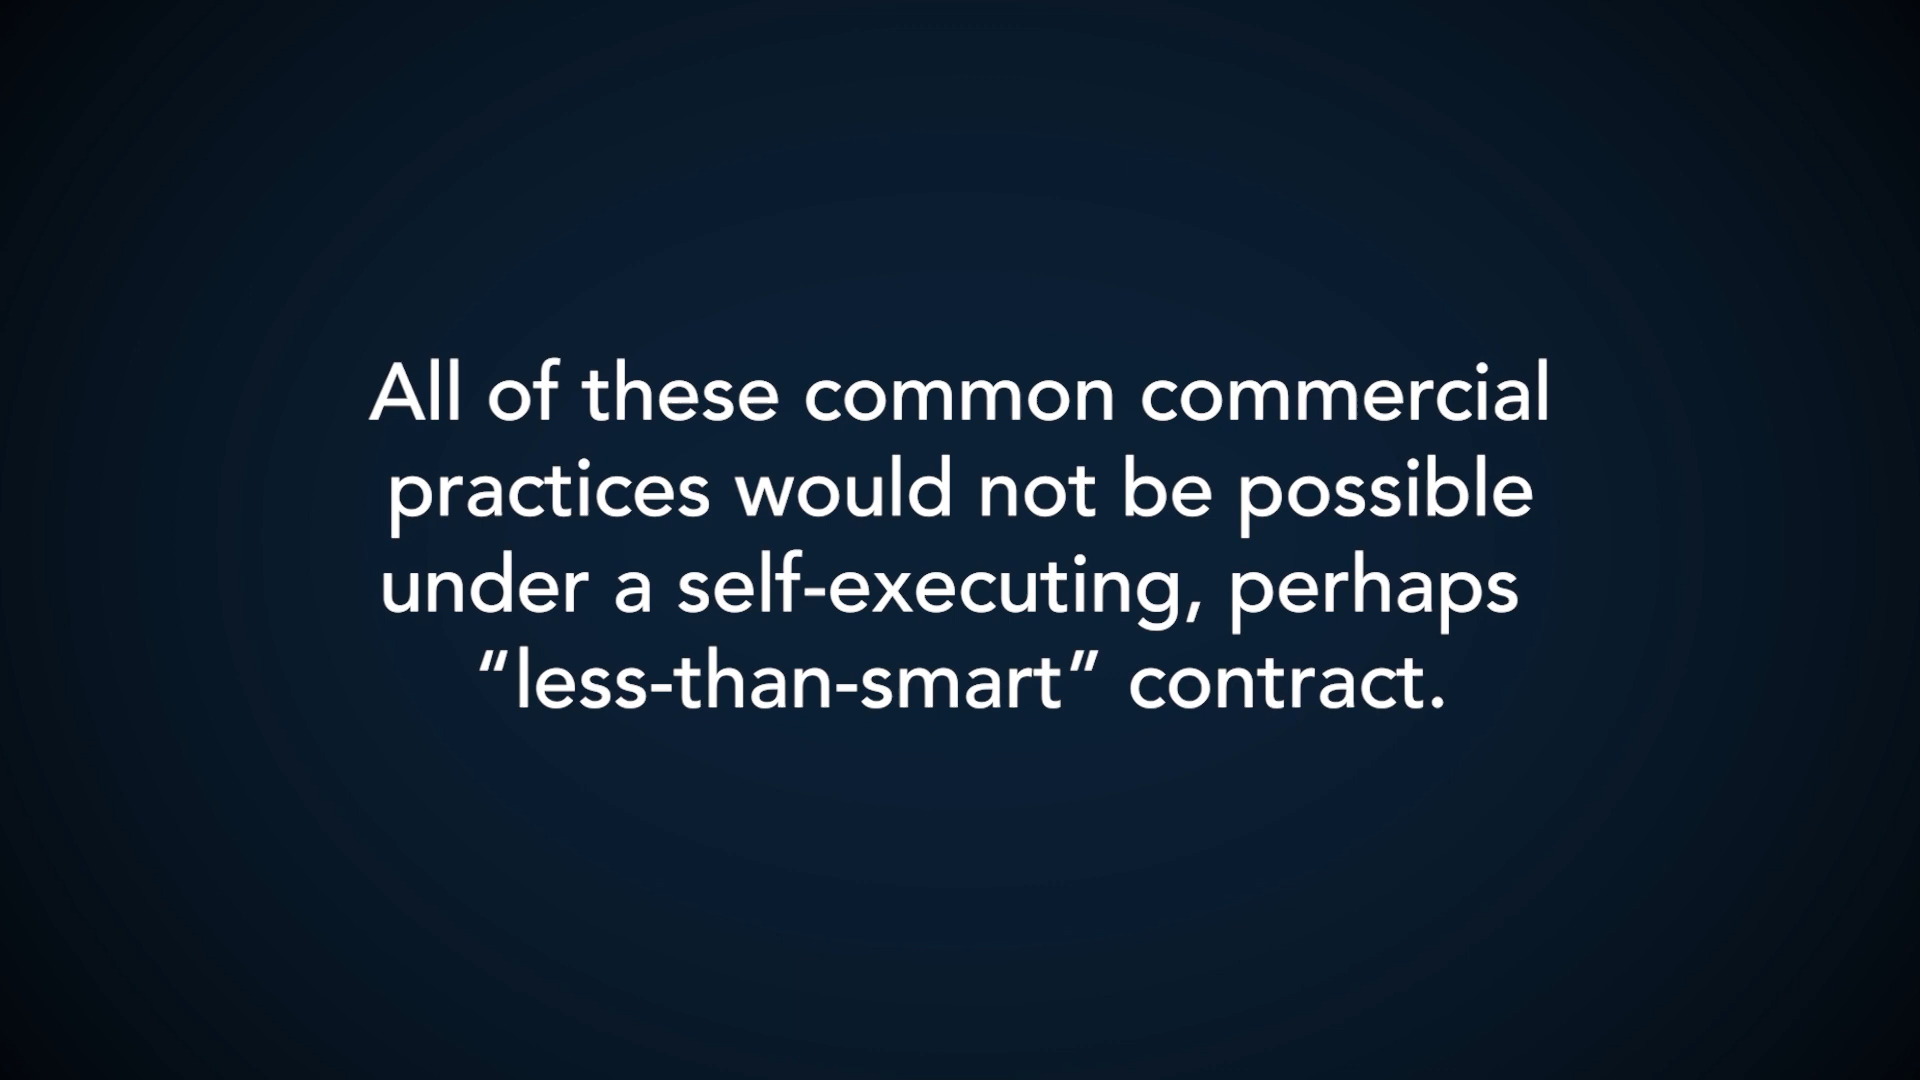 All of these common commercial
practices would not be possible
under a self-executing, perhaps
“less-than-smart” contract.